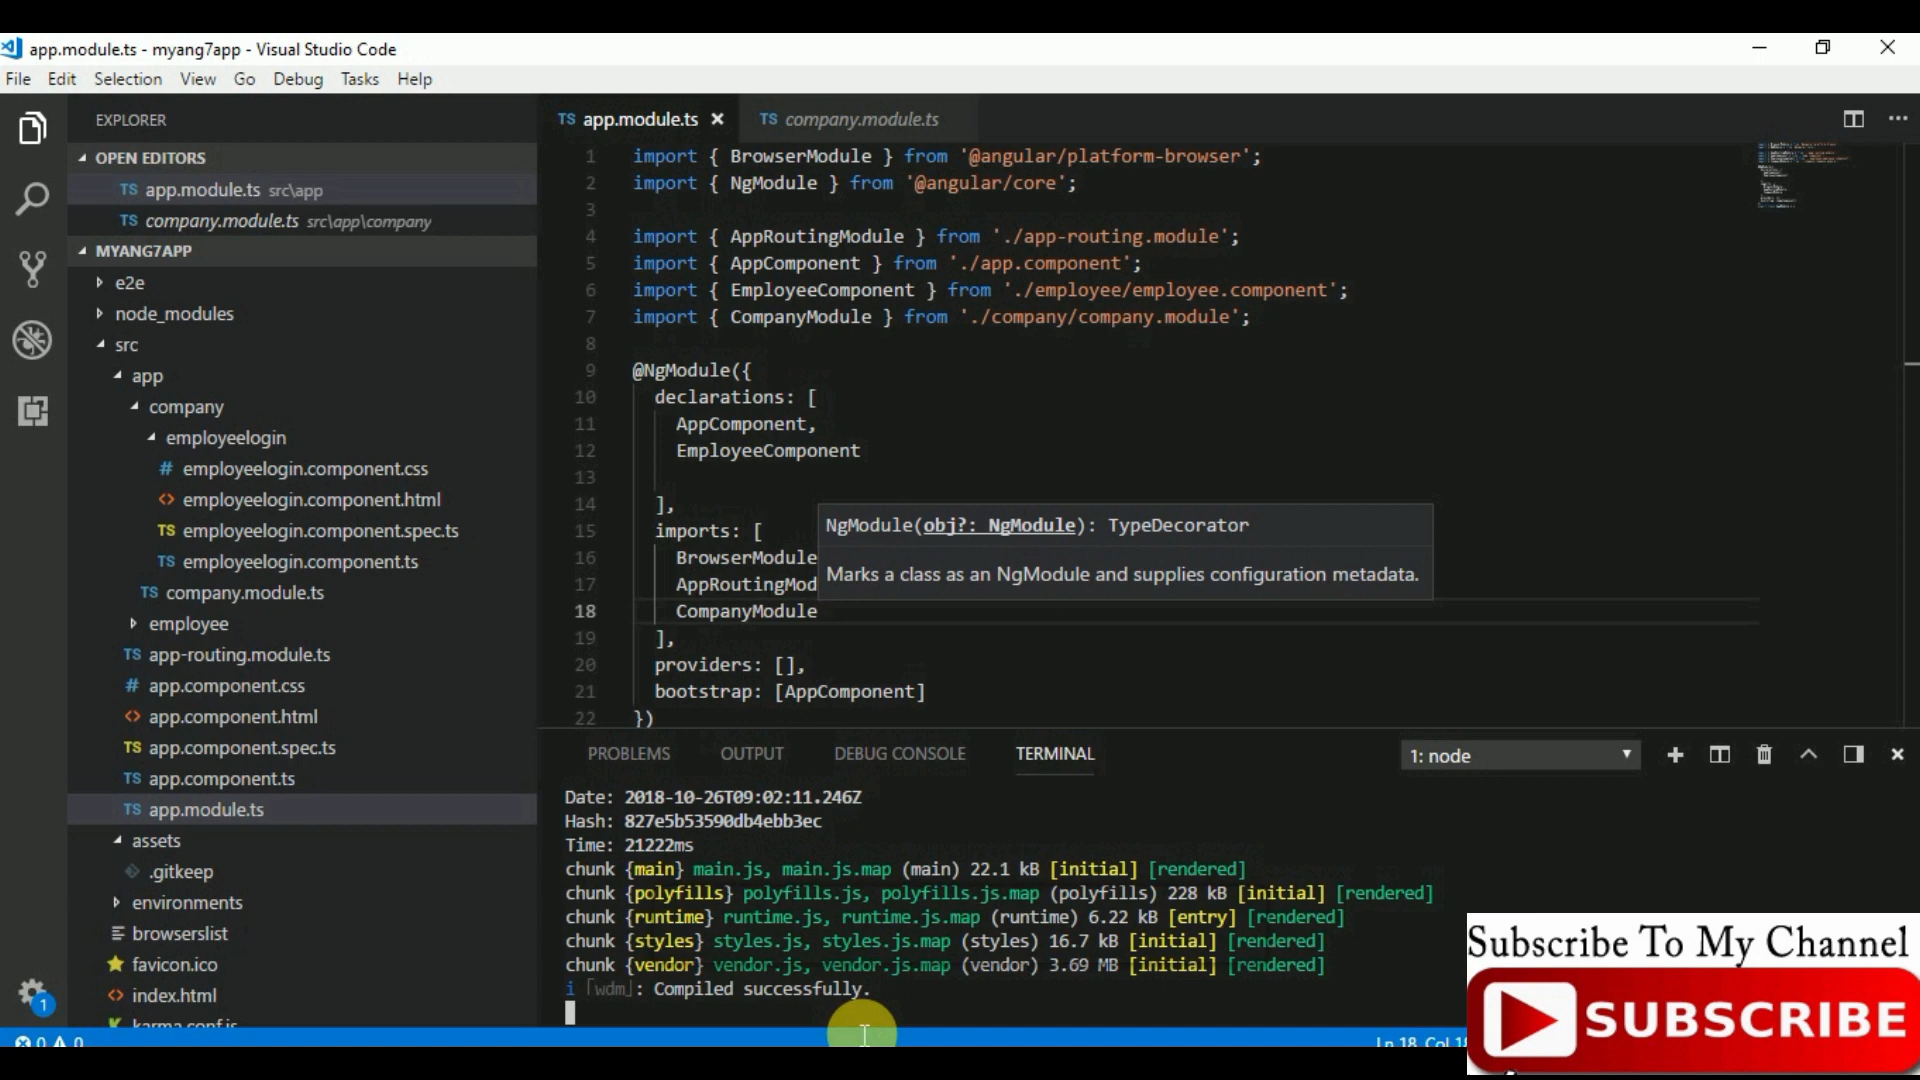 app.module.ts - myang7app - Visual Studio Code
File Edit Selection View Go Debug Tasks Help
EXPLORER
OPEN EDITORS
TS app.module.ts src\app
TS company.module.ts src\app\company
MYANG7APP
e2e
node_modules
src
app
company
employeelogin
# employeelogin.component.css
<> employeelogin.component.html
TS employeelogin.component.spec.ts
TS employeelogin.component.ts
TS company.module.ts
employee
TS app-routing.module.ts
# app.component.css
<> app.component.html
TS app.component.spec.ts
TS app.component.ts
TS app.module.ts
assets
.gitkeep
environments
browserslist
favicon.ico
<> index.html
karma.conf.js
1
0 0
TS app.module.ts TS company.module.ts
1 import { BrowserModule } from '@angular/platform-browser';
2 import { NgModule } from '@angular/core';
3
4 import { AppRoutingModule } from './app-routing.module';
5 import { AppComponent } from './app.component';
6 import { EmployeeComponent } from './employee/employee.component';
7 import { CompanyModule } from './company/company.module';
8
9 @NgModule({
10 declarations: [
11 AppComponent,
12 EmployeeComponent
13
14 ],
15 imports: [
16 BrowserModule
17 AppRoutingMod
18 CompanyModule
19 ],
20 providers: [],
21 bootstrap: [AppComponent]
22 })
NgModule(obj?: NgModule): TypeDecorator
Marks a class as an NgModule and supplies configuration metadata.
PROBLEMS OUTPUT DEBUG CONSOLE TERMINAL 1: node
Date: 2018-10-26T09:02:11.246Z
Hash: 827e5b53590db4ebb3ec
Time: 21222ms
chunk {main} main.js, main.js.map (main) 22.1 kB [initial] [rendered]
chunk {polyfills} polyfills.js, polyfills.js.map (polyfills) 228 kB [initial] [rendered]
chunk {runtime} runtime.js, runtime.js.map (runtime) 6.22 kB [entry] [rendered]
chunk {styles} styles.js, styles.js.map (styles) 16.7 kB [initial] [rendered]
chunk {vendor} vendor.js, vendor.js.map (vendor) 3.69 MB [initial] [rendered]
i ｢wdm｣: Compiled successfully.
Ln 18, Col 18
Subscribe To My Channel
SUBSCRIBE